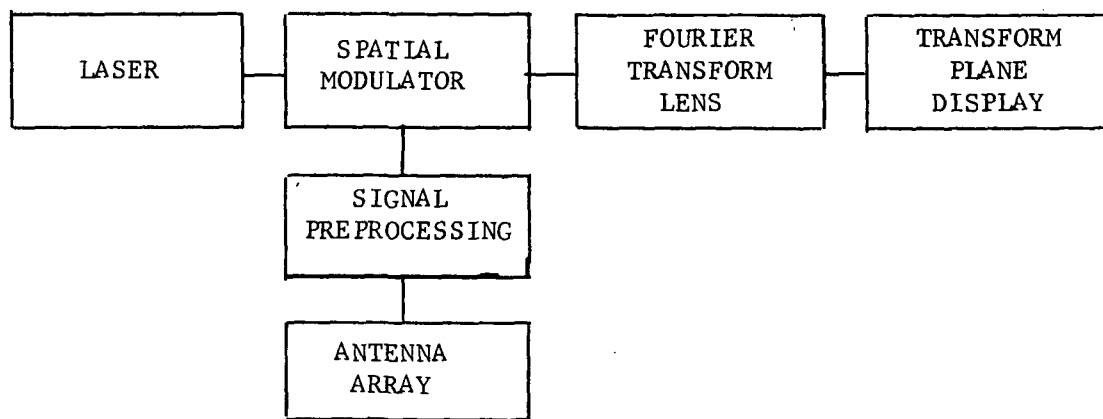 LASER
SPATIAL
MODULATOR
FOURIER
TRANSFORM
LENS
TRANSFORM
PLANE
DISPLAY
SIGNAL
PREPROCESSING
ANTENNA
ARRAY